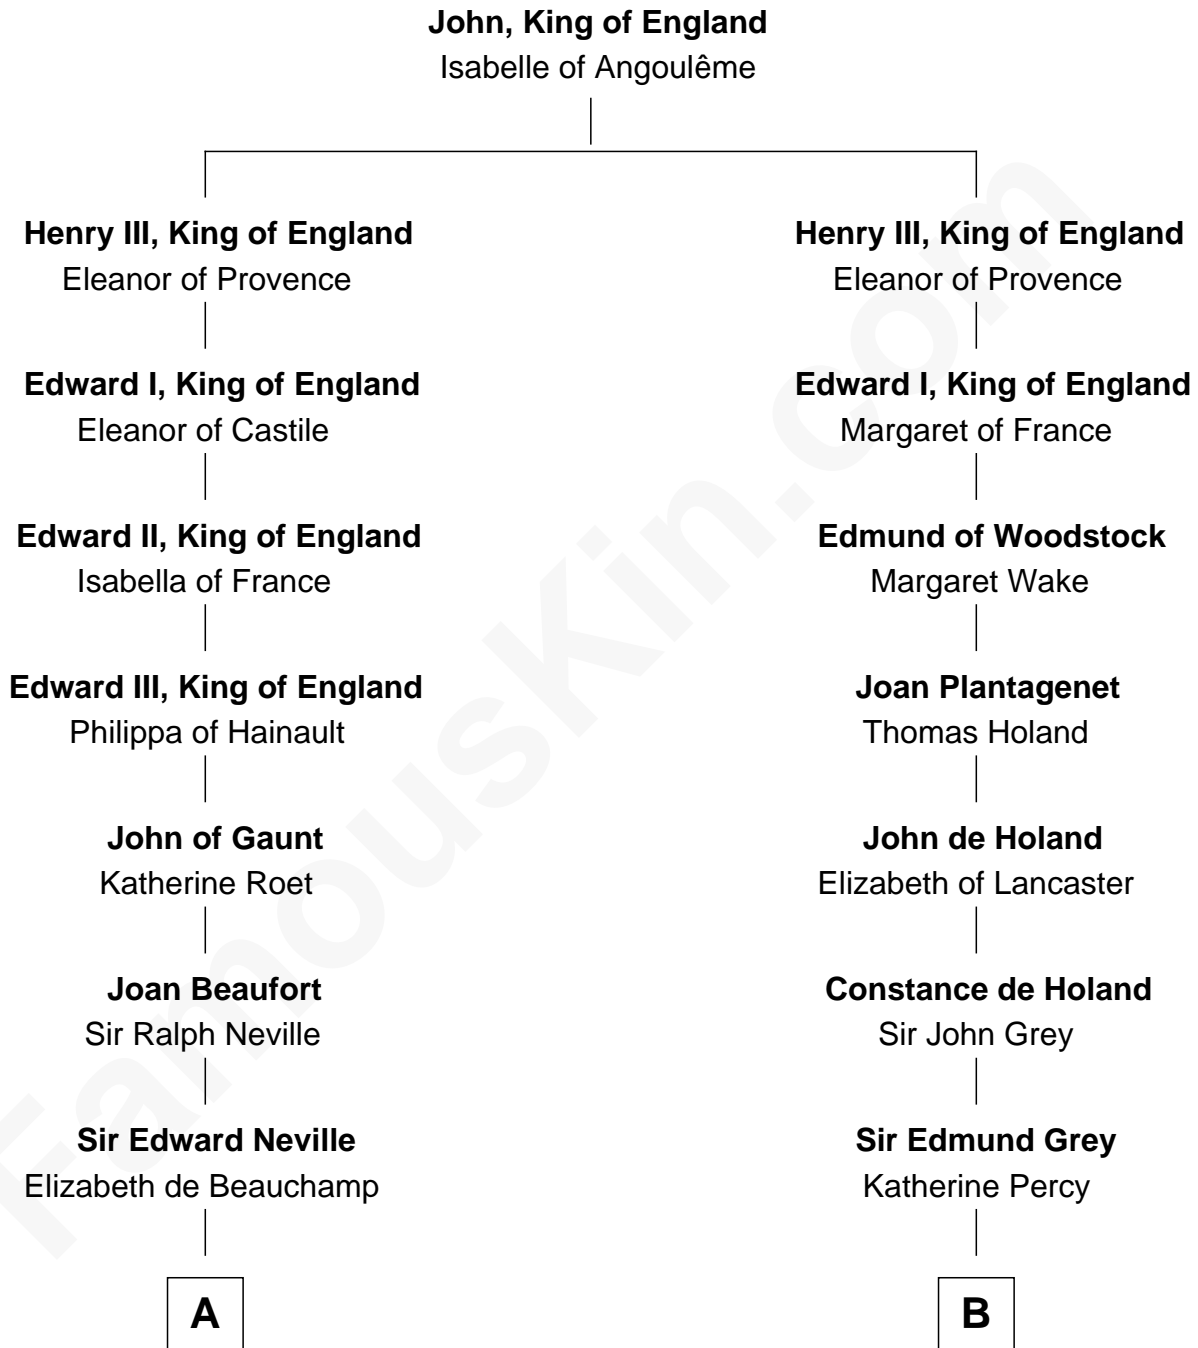 John, King of England
Isabelle of Angoulême
Henry III, King of England
Eleanor of Provence
Henry III, King of England
Eleanor of Provence
Edward I, King of England
Eleanor of Castile
Edward I, King of England
Margaret of France
Edward II, King of England
Isabella of France
Edmund of Woodstock
Margaret Wake
Edward III, King of England
Philippa of Hainault
Joan Plantagenet
Thomas Holand
John of Gaunt
Katherine Roet
John de Holand
Elizabeth of Lancaster
Joan Beaufort
Sir Ralph Neville
Constance de Holand
Sir John Grey
Sir Edward Neville
Elizabeth de Beauchamp
Sir Edmund Grey
Katherine Percy
A
B
FamousKin.com